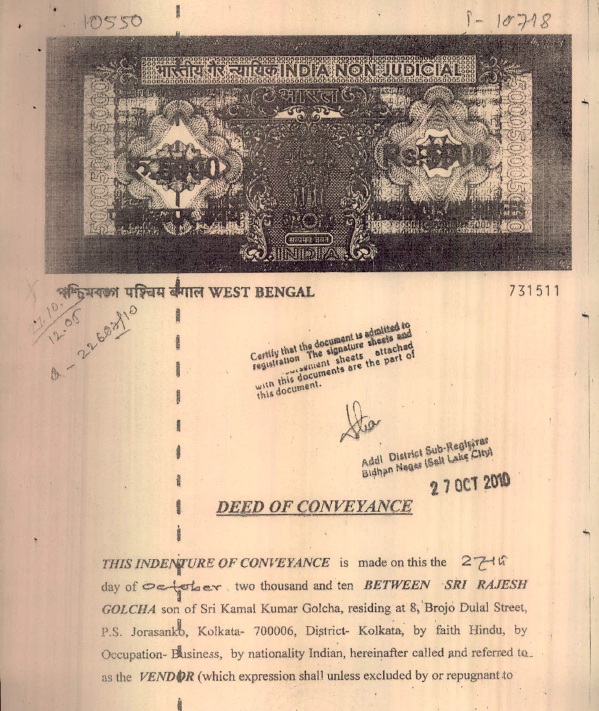 10550
I - 10718
भारतीय गैर न्यायिक INDIA NON JUDICIAL
भारत
रु.5000
Rs.5000
सत्यमेव जयते
INDIA
পশ্চিমবঙ্গ पश्चिम बंगाल WEST BENGAL
731511
12.05
Certify that the document is admitted to
registration The signature sheets and
sheets attached
with this documents are the part of
this document.
Addl District Sub-Registrar
Bidhan Nagar (Salt Lake City)
27 OCT 2010
DEED OF CONVEYANCE
THIS INDENTURE OF CONVEYANCE is made on this the 27th
day of October two thousand and ten BETWEEN SRI RAJESH
GOLCHA son of Sri Kamal Kumar Golcha, residing at 8, Brojo Dulal Street,
P.S. Jorasanko, Kolkata- 700006, District- Kolkata, by faith Hindu, by
Occupation- Business, by nationality Indian, hereinafter called and referred to
as the VENDOR (which expression shall unless excluded by or repugnant to